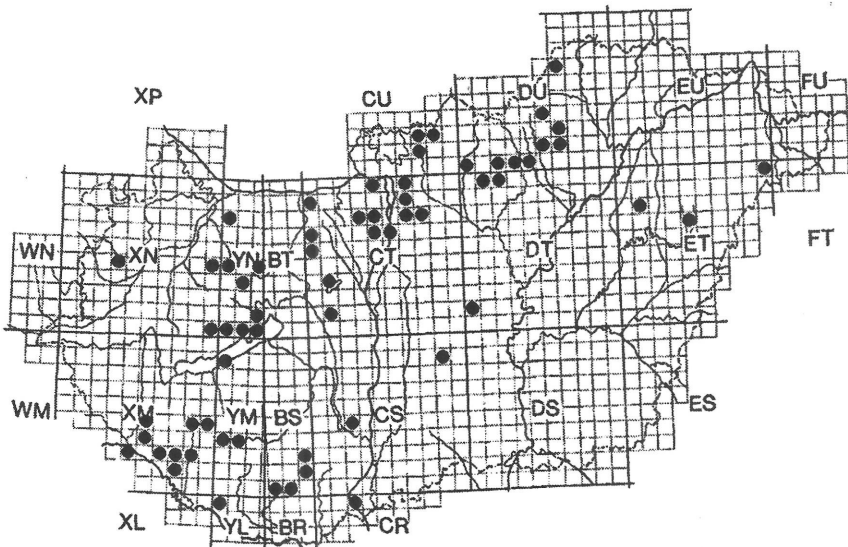 XP CU DU EU FU
WN XN YN BT CT DT ET FT
WM XM YM BS CS DS ES
XL YL BR CR